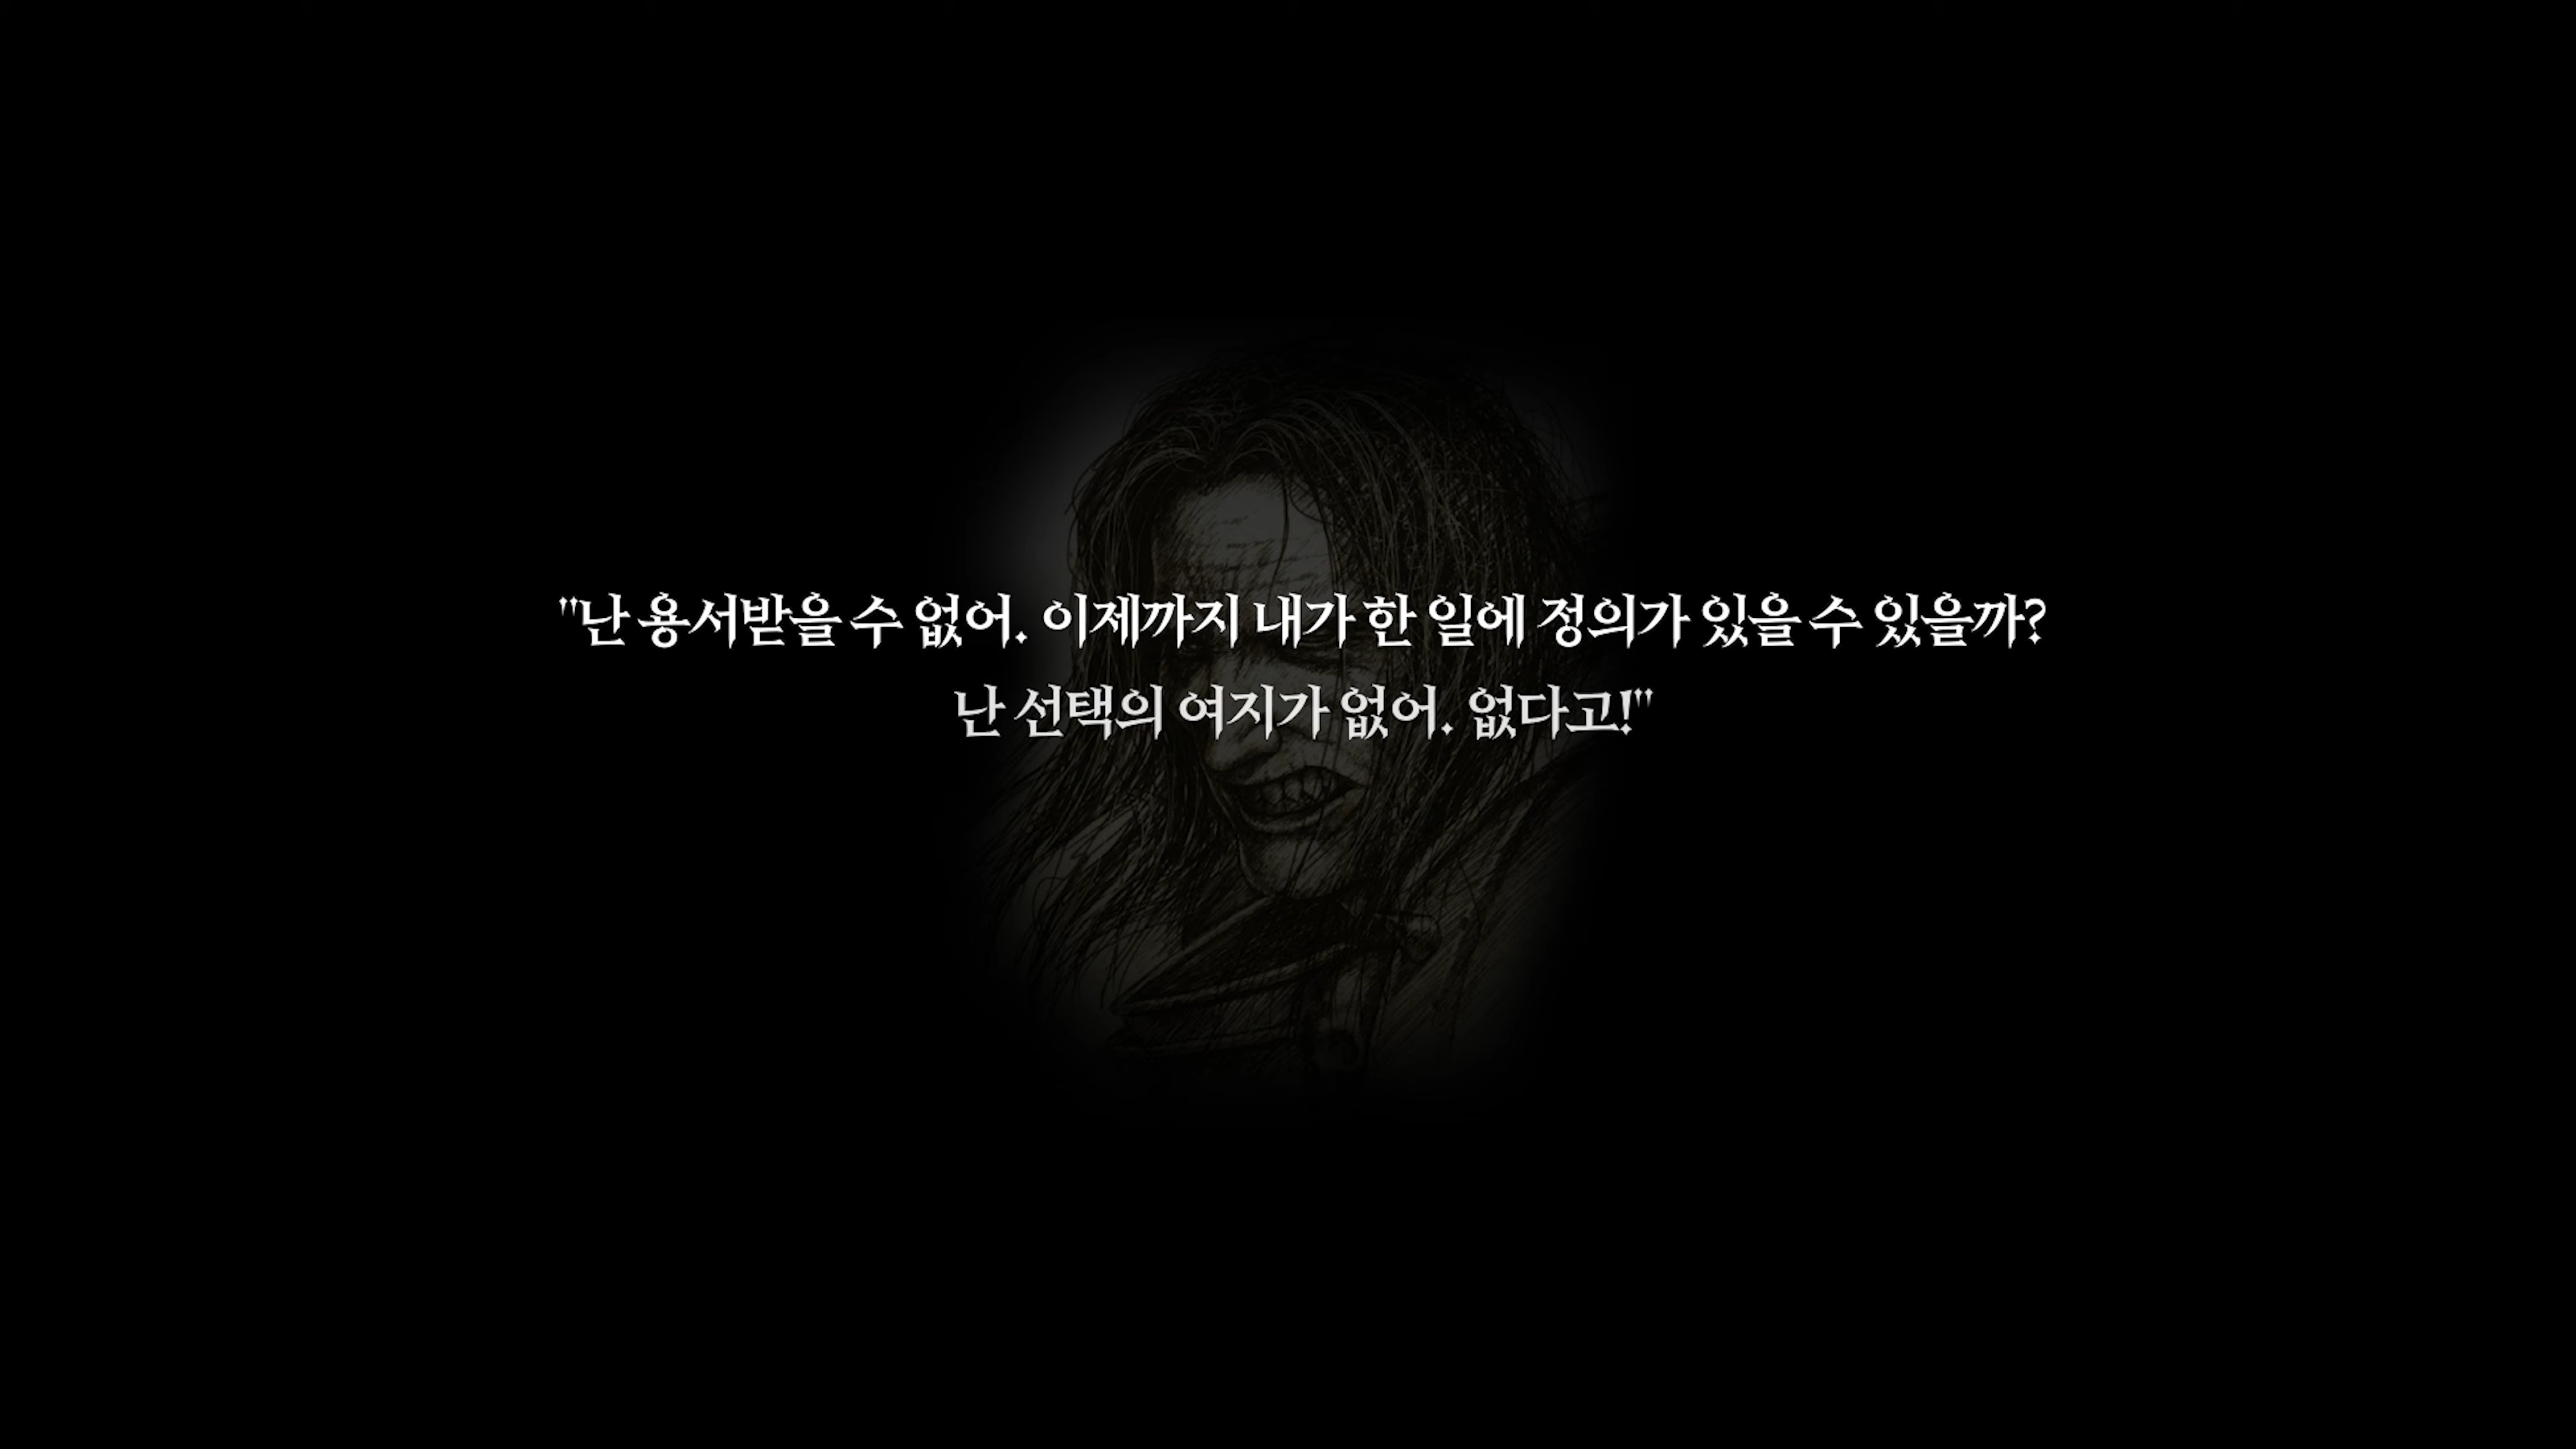 "난 용서받을 수 없어. 이제까지 내가 한 일에 정의가 있을 수 있을까?
난 선택의 여지가 없어. 없다고!"